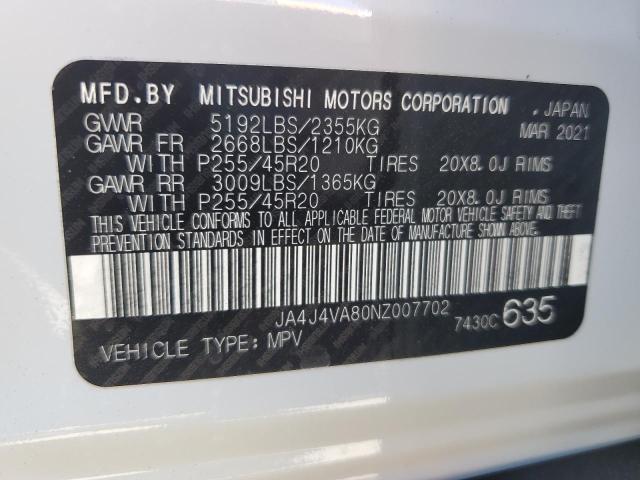 MFD.BY MITSUBISHI MOTORS CORPORATION . JAPAN
GVWR 5192LBS/2355KG MAR 2021
GAWR FR 2668LBS/1210KG
WITH P255/45R20 TIRES 20X8.0J RIMS
GAWR RR 3009LBS/1365KG
WITH P255/45R20 TIRES 20X8.0J RIMS
THIS VEHICLE CONFORMS TO ALL APPLICABLE FEDERAL MOTOR VEHICLE SAFETY AND THEFT
PREVENTION STANDARDS IN EFFECT ON THE DATE OF MANUFACTURE SHOWN ABOVE.
JA4J4VA80NZ007702
7430C 635
VEHICLE TYPE: MPV